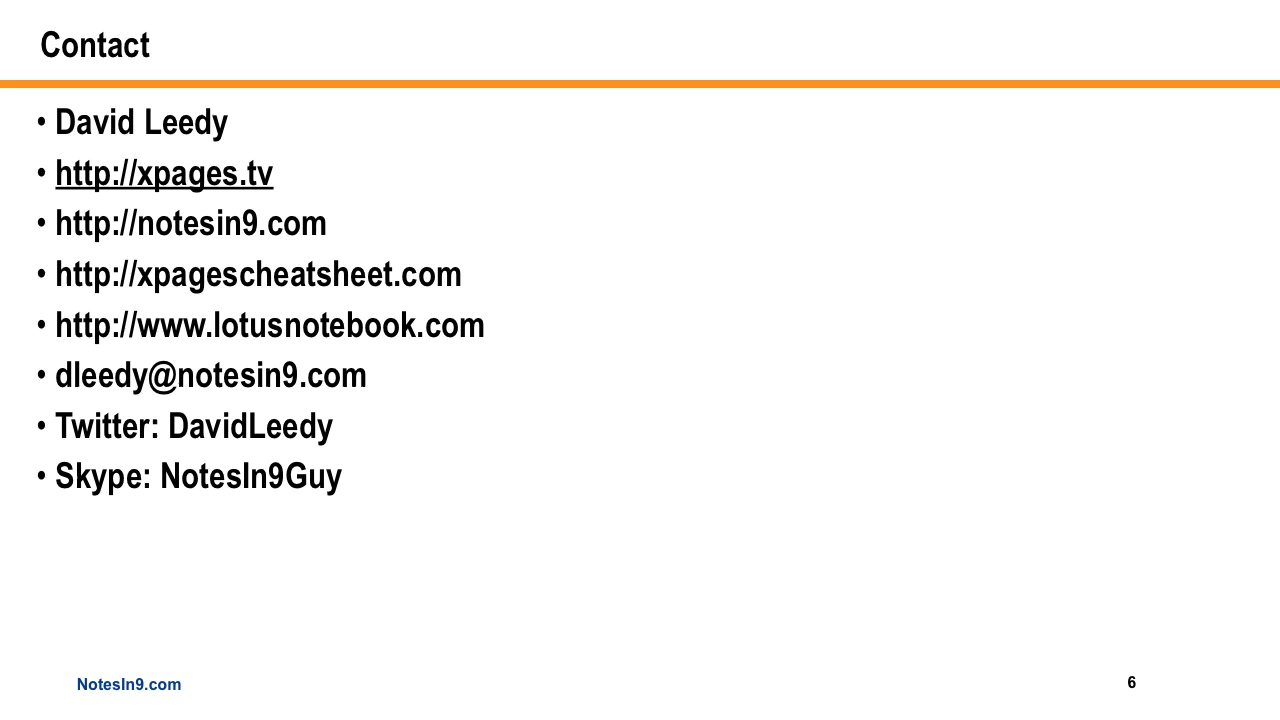 Contact
• David Leedy
• http://xpages.tv
• http://notesin9.com
• http://xpagescheatsheet.com
• http://www.lotusnotebook.com
• dleedy@notesin9.com
• Twitter: DavidLeedy
• Skype: NotesIn9Guy
NotesIn9.com
6